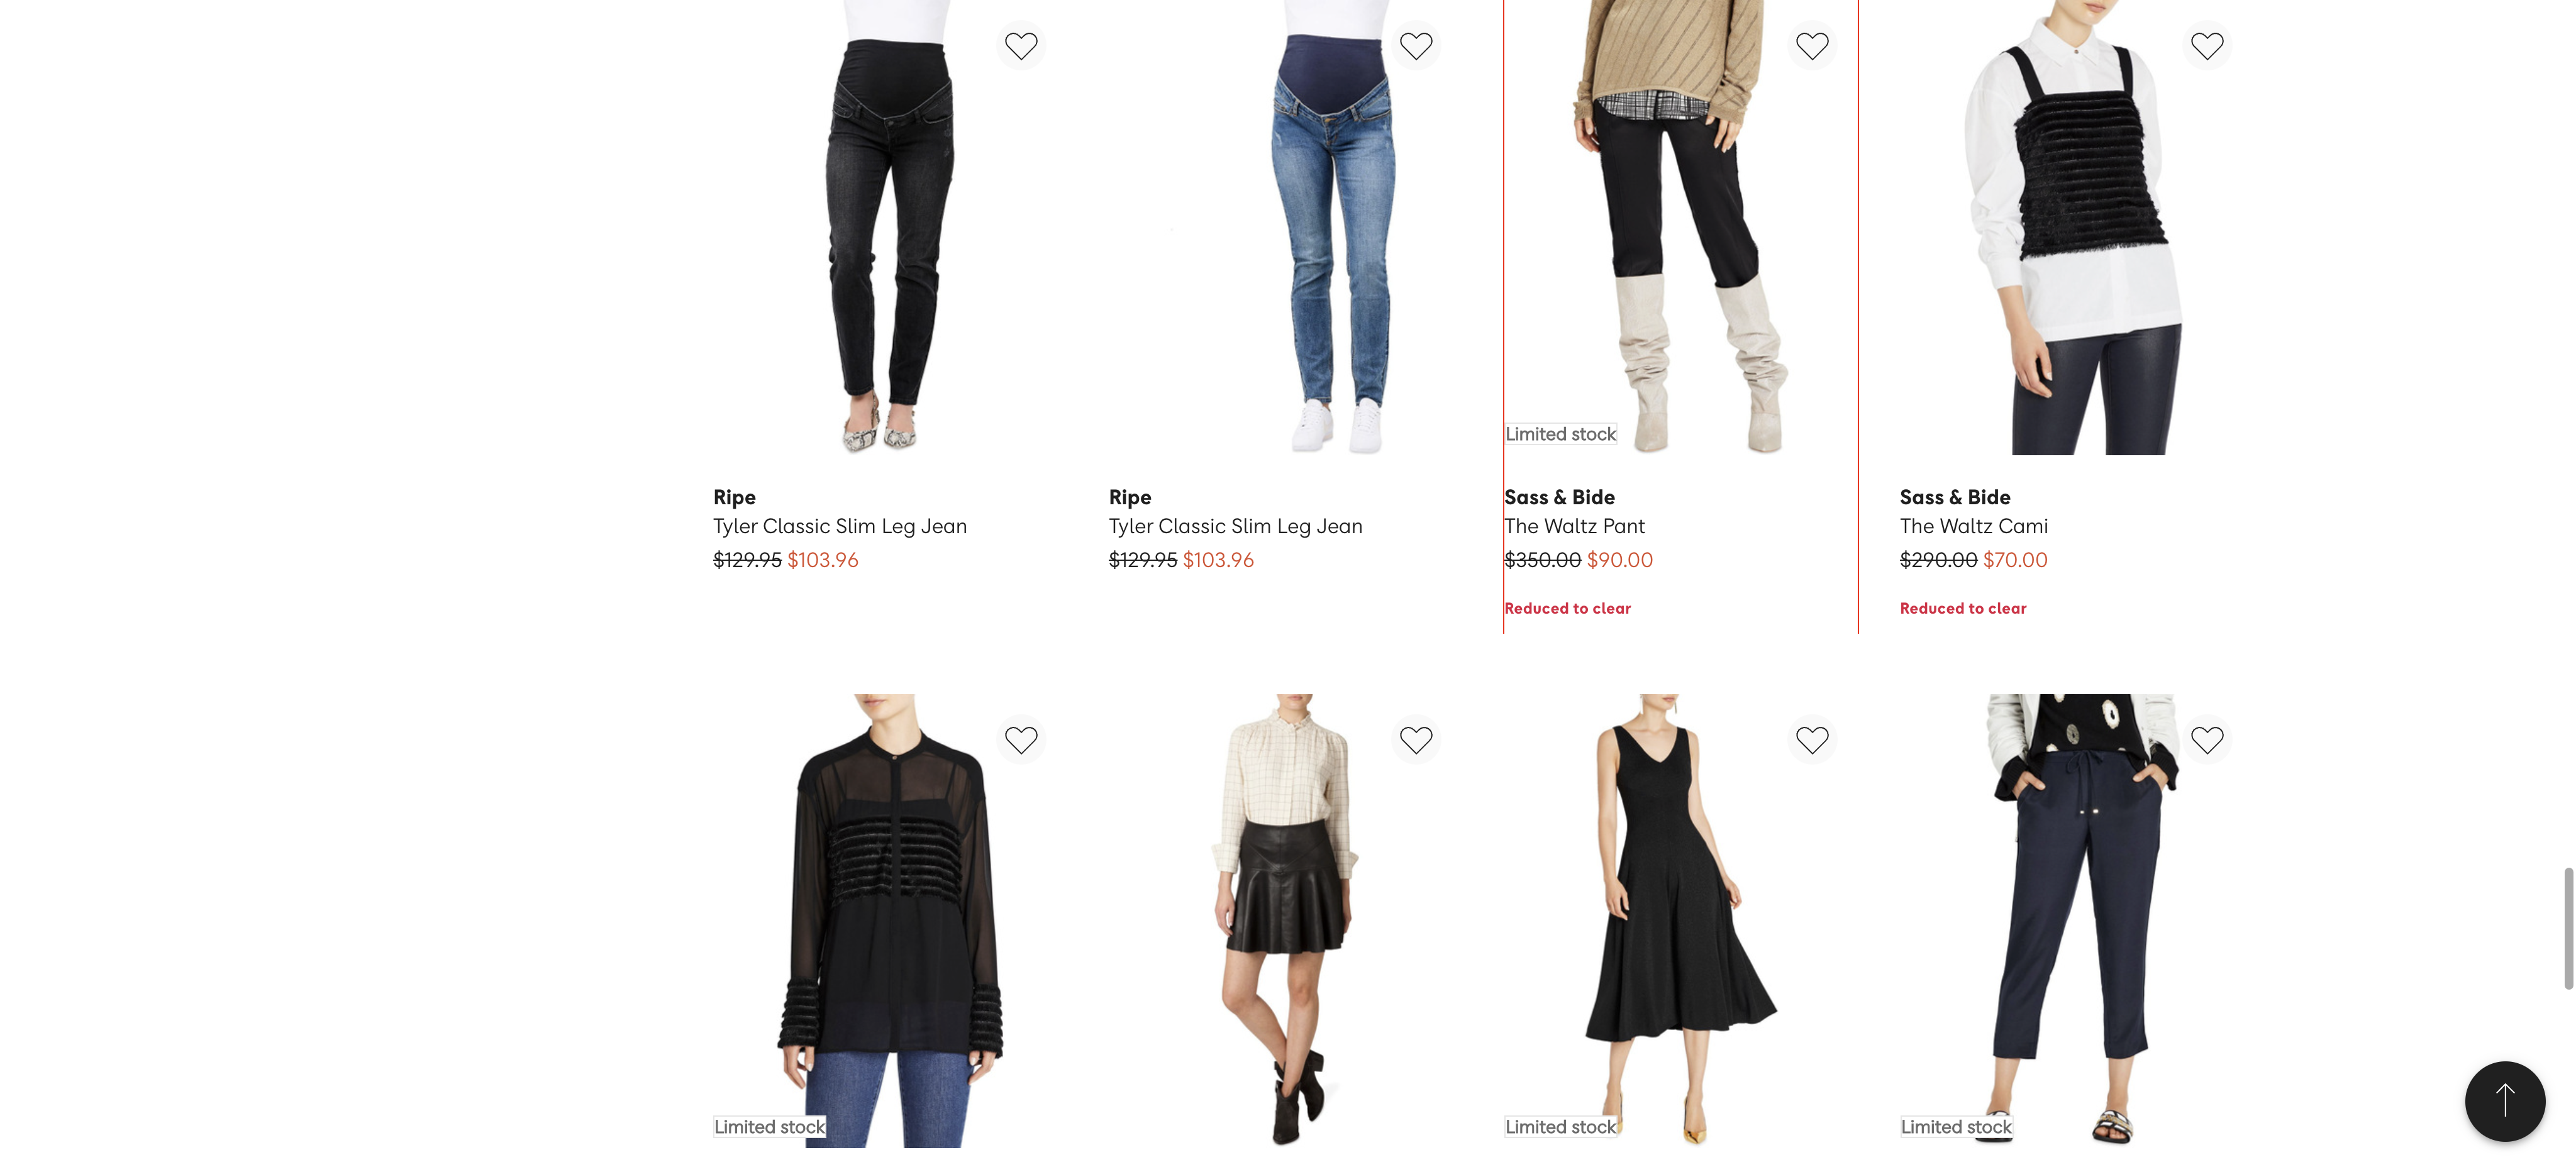 Limited stock
Ripe
Tyler Classic Slim Leg Jean
$129.95 $103.96
Ripe
Tyler Classic Slim Leg Jean
$129.95 $103.96
Sass & Bide
The Waltz Pant
$350.00 $90.00
Reduced to clear
Sass & Bide
The Waltz Cami
$290.00 $70.00
Reduced to clear
Limited stock
Limited stock
Limited stock